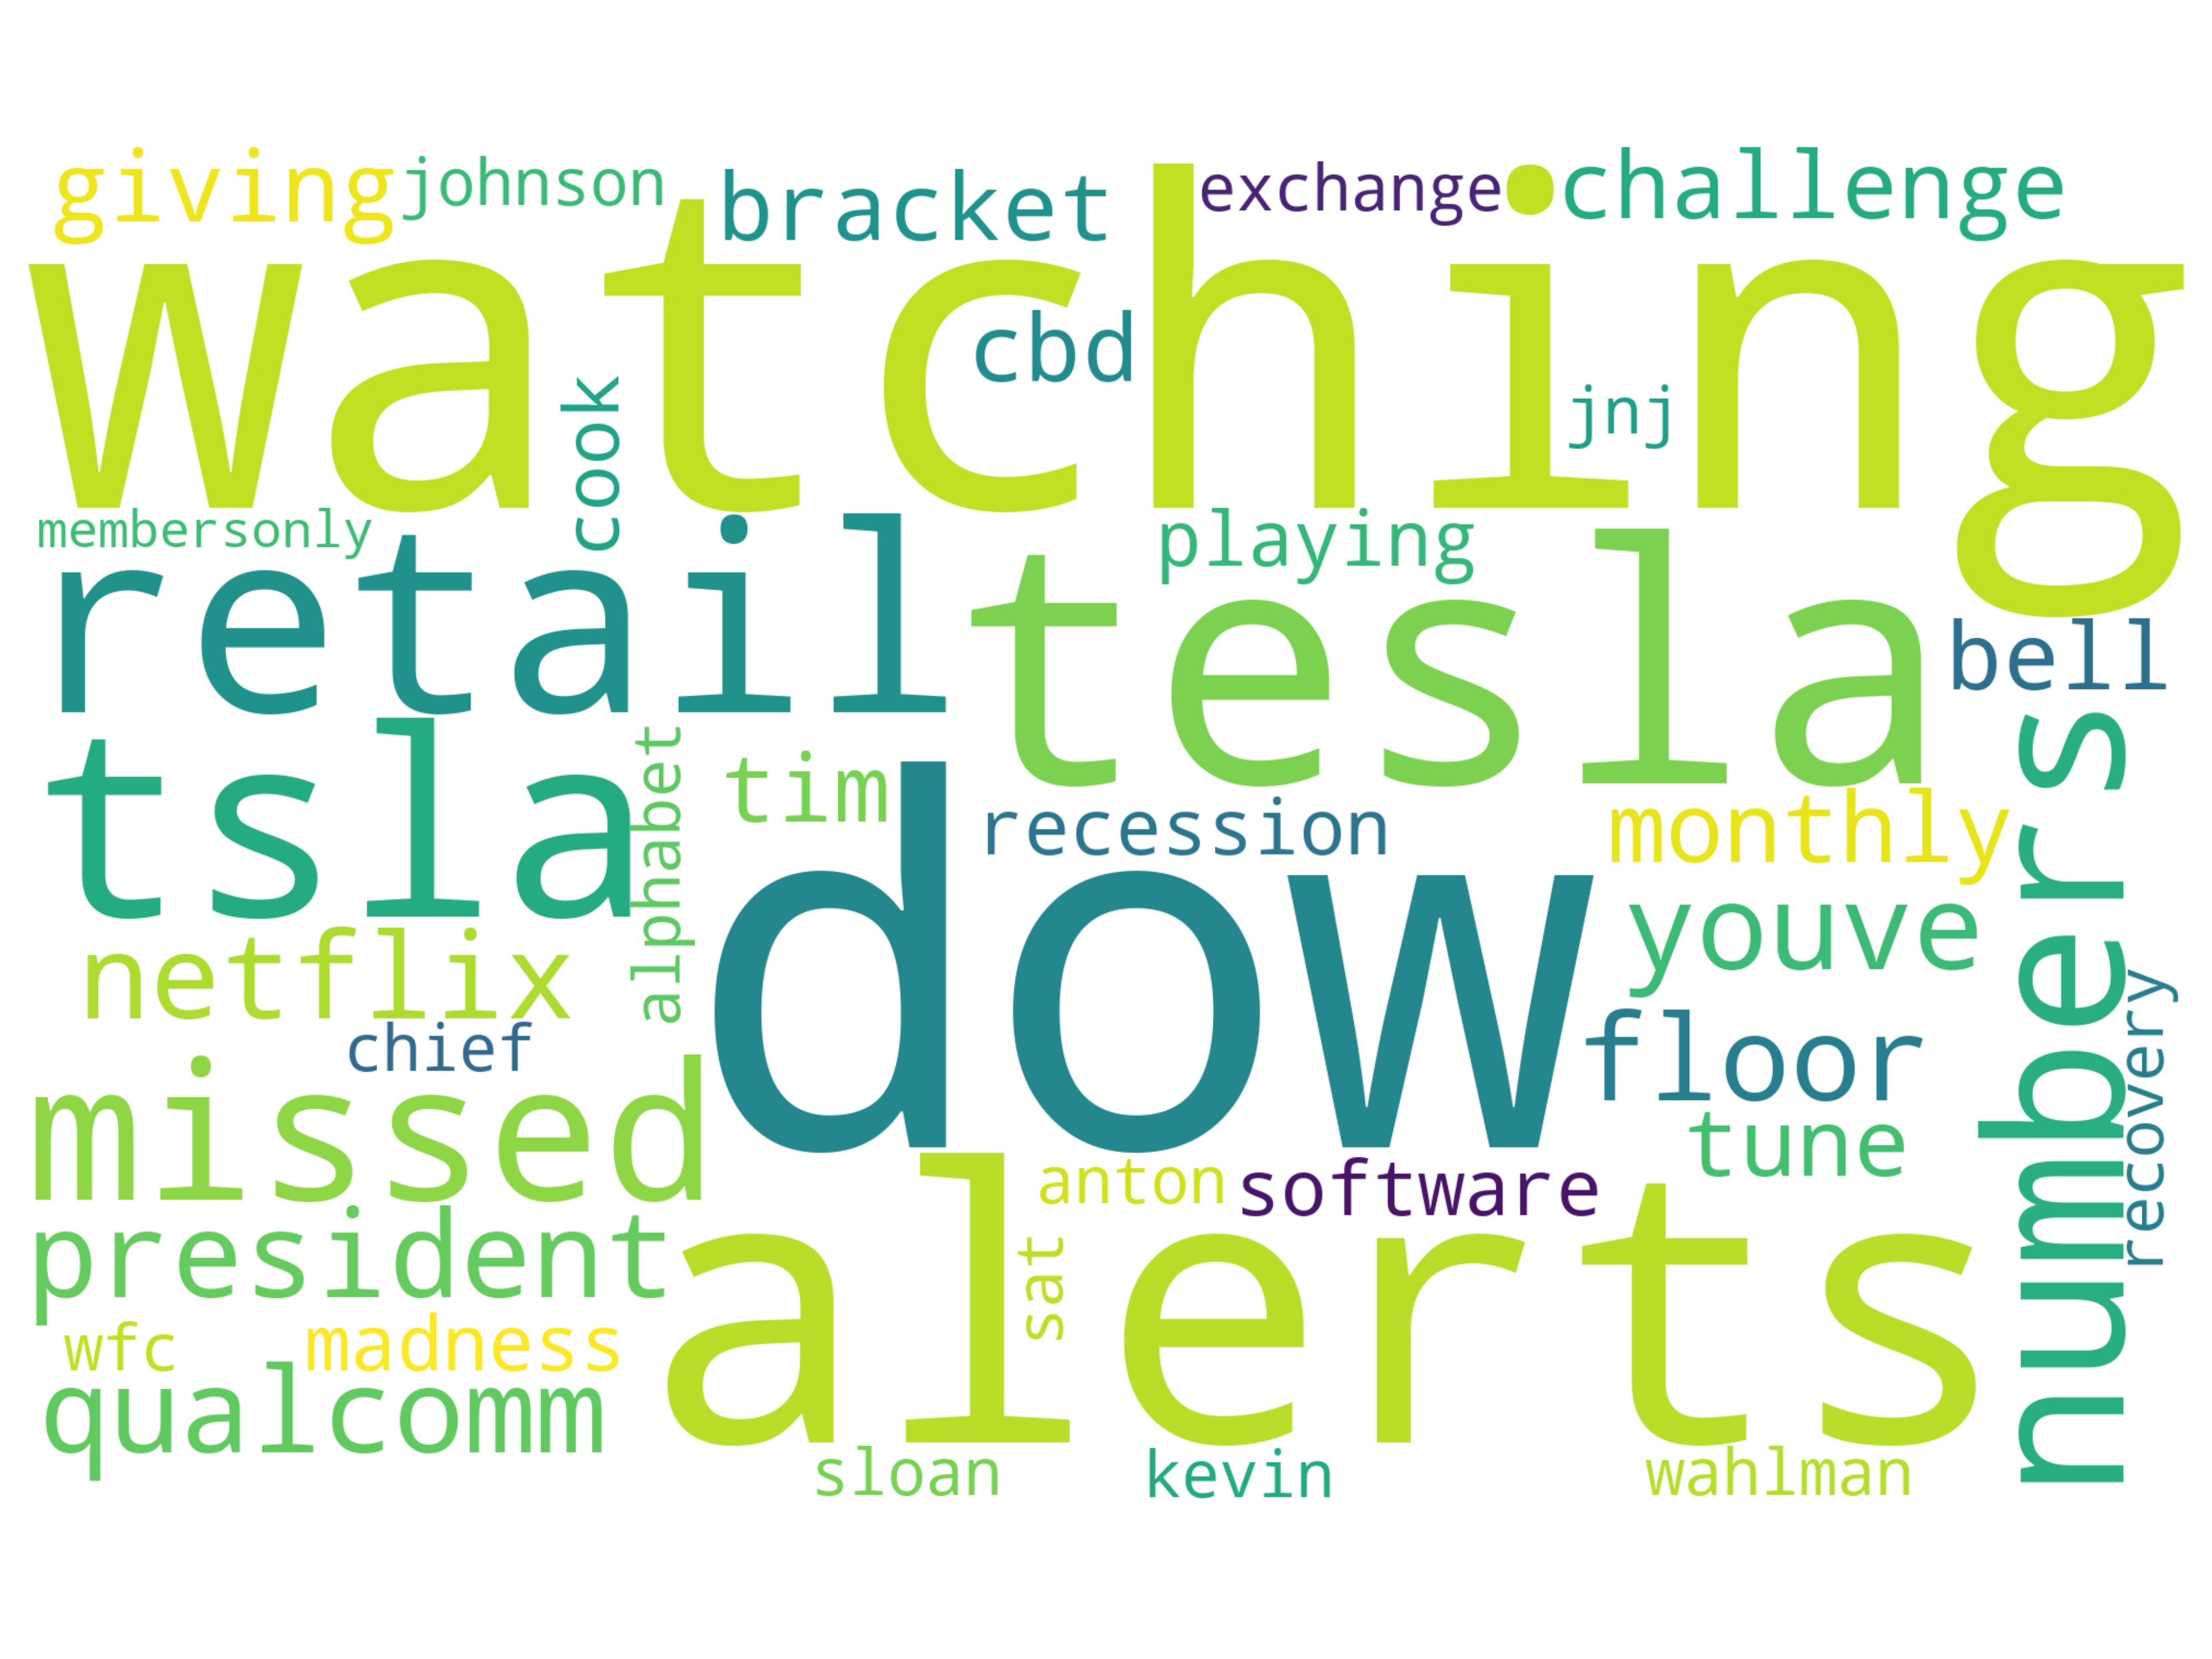 giving
johnson
bracket
exchange
challenge
watching
cbd
jnj
cook
membersonly
playing
retail
tesla
bell
tsla
alphabet
tim
recession
monthly
numbers
youve
netflix
dow
floor
recovery
chief
missed
tune
anton
software
president
sat
alerts
wfc
madness
qualcomm
sloan
kevin
wahlman